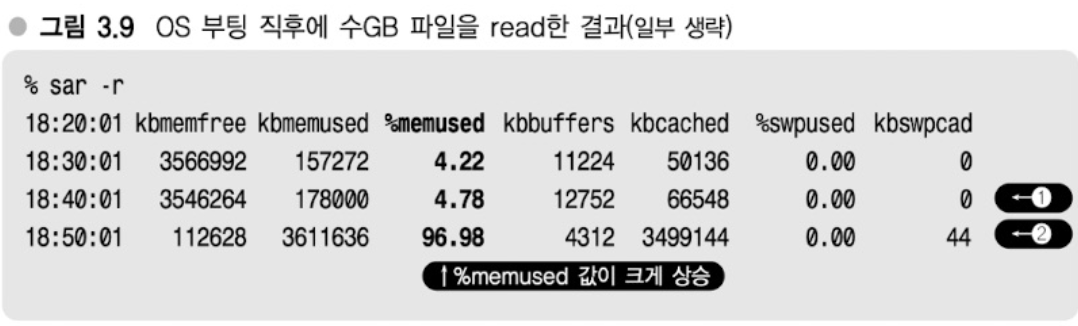 ● 그림 3.9 OS 부팅 직후에 수GB 파일을 read한 결과(일부 생략)
% sar -r
18:20:01 kbmemfree kbmemused %memused kbbuffers kbcached %swpused kbswpcad
18:30:01 3566992 157272 4.22 11224 50136 0.00 0
18:40:01 3546264 178000 4.78 12752 66548 0.00 0 ←①
18:50:01 112628 3611636 96.98 4312 3499144 0.00 44 ←②
↑%memused 값이 크게 상승